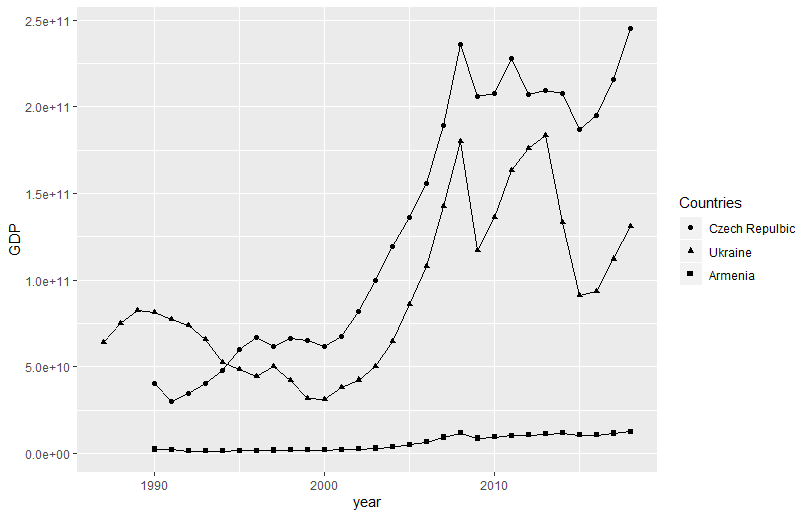 2.5e+11
2.0e+11
1.5e+11
1.0e+11
5.0e+10
0.0e+00
GDP
1990 2000 2010
year
Countries
Czech Repulbic
Ukraine
Armenia